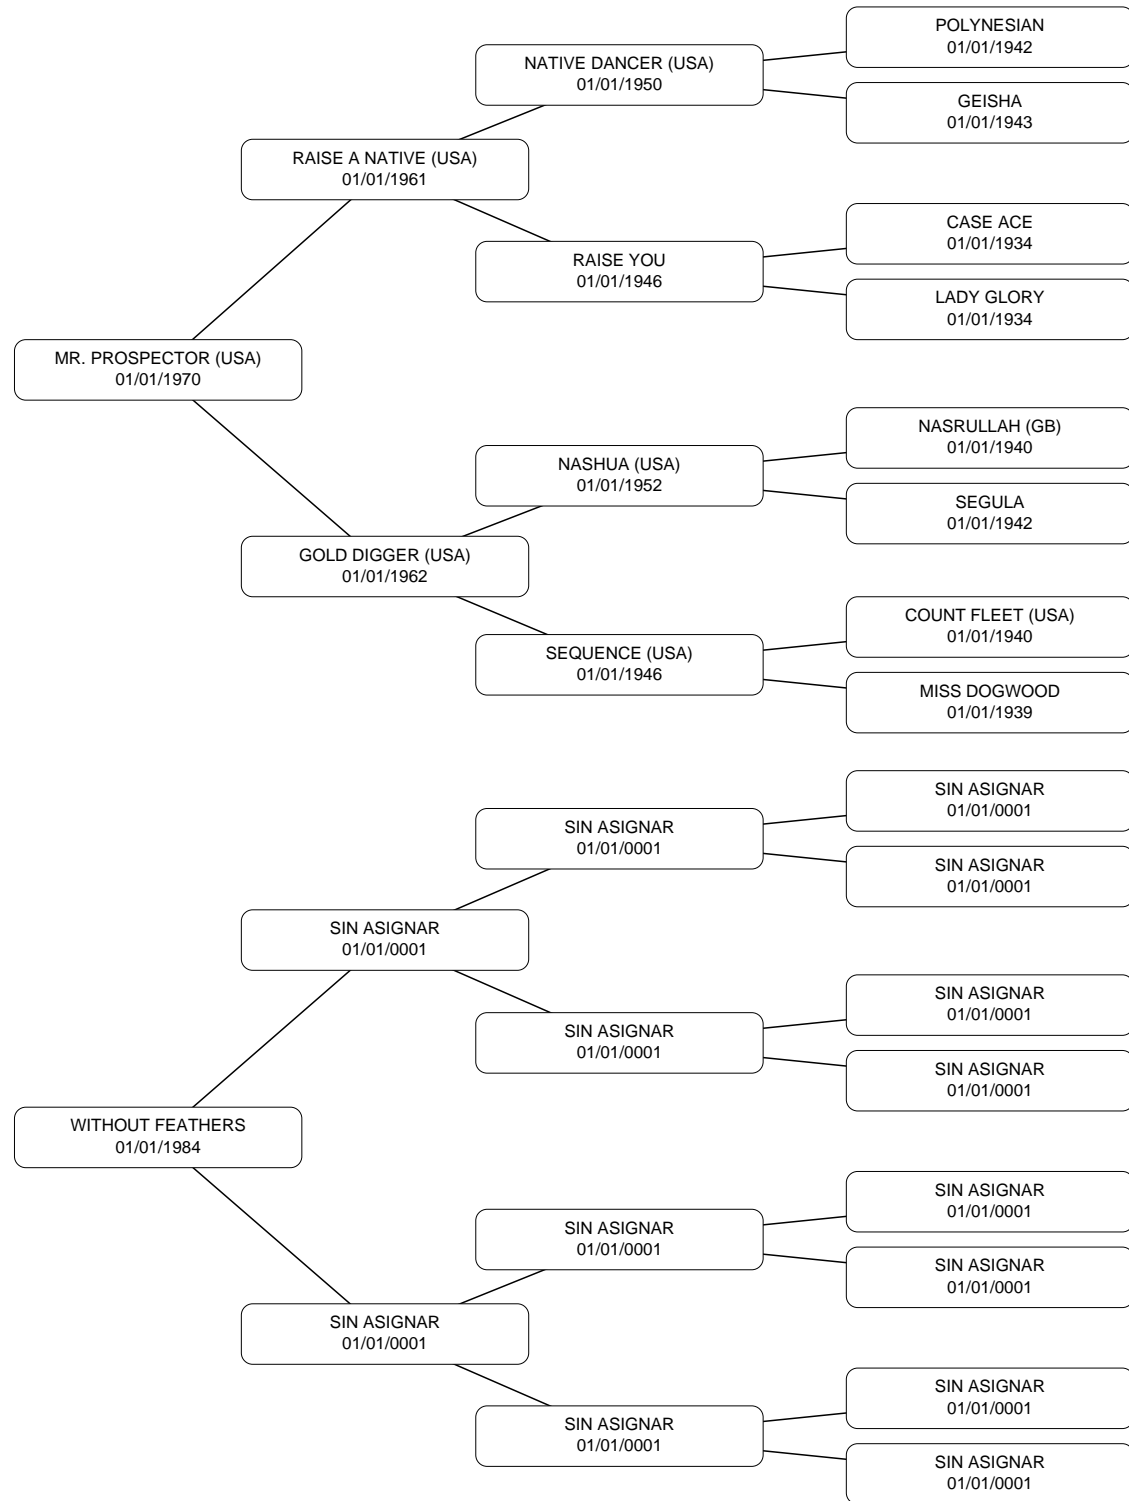 POLYNESIAN
01/01/1942
NATIVE DANCER (USA)
01/01/1950
GEISHA
01/01/1943
RAISE A NATIVE (USA)
01/01/1961
CASE ACE
01/01/1934
RAISE YOU
01/01/1946
LADY GLORY
01/01/1934
MR. PROSPECTOR (USA)
01/01/1970
NASRULLAH (GB)
01/01/1940
NASHUA (USA)
01/01/1952
SEGULA
01/01/1942
GOLD DIGGER (USA)
01/01/1962
COUNT FLEET (USA)
01/01/1940
SEQUENCE (USA)
01/01/1946
MISS DOGWOOD
01/01/1939
SIN ASIGNAR
01/01/0001
SIN ASIGNAR
01/01/0001
SIN ASIGNAR
01/01/0001
SIN ASIGNAR
01/01/0001
SIN ASIGNAR
01/01/0001
SIN ASIGNAR
01/01/0001
SIN ASIGNAR
01/01/0001
WITHOUT FEATHERS
01/01/1984
SIN ASIGNAR
01/01/0001
SIN ASIGNAR
01/01/0001
SIN ASIGNAR
01/01/0001
SIN ASIGNAR
01/01/0001
SIN ASIGNAR
01/01/0001
SIN ASIGNAR
01/01/0001
SIN ASIGNAR
01/01/0001